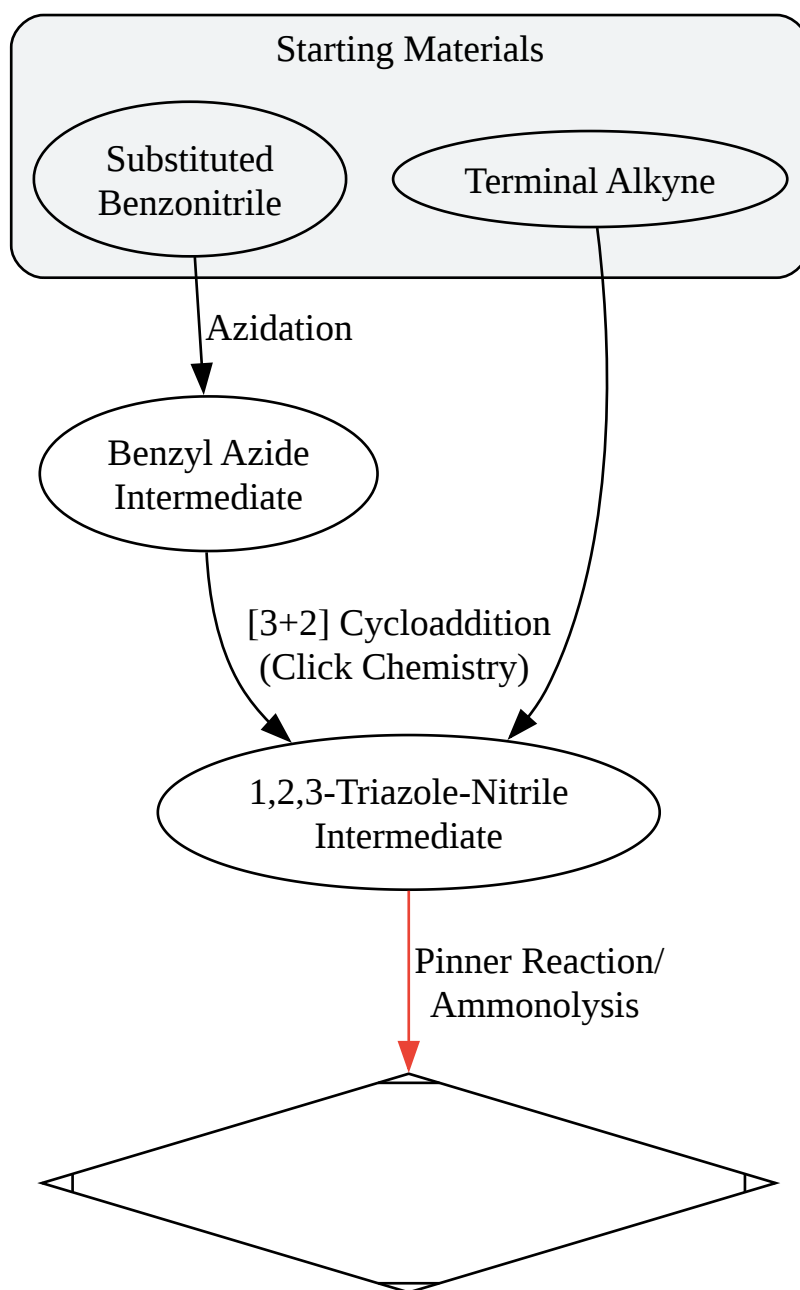 Starting Materials
Substituted
Benzonitrile
Terminal Alkyne
Azidation
Benzyl Azide
Intermediate
[3+2] Cycloaddition
(Click Chemistry)
1,2,3-Triazole-Nitrile
Intermediate
Pinner Reaction/
Ammonolysis